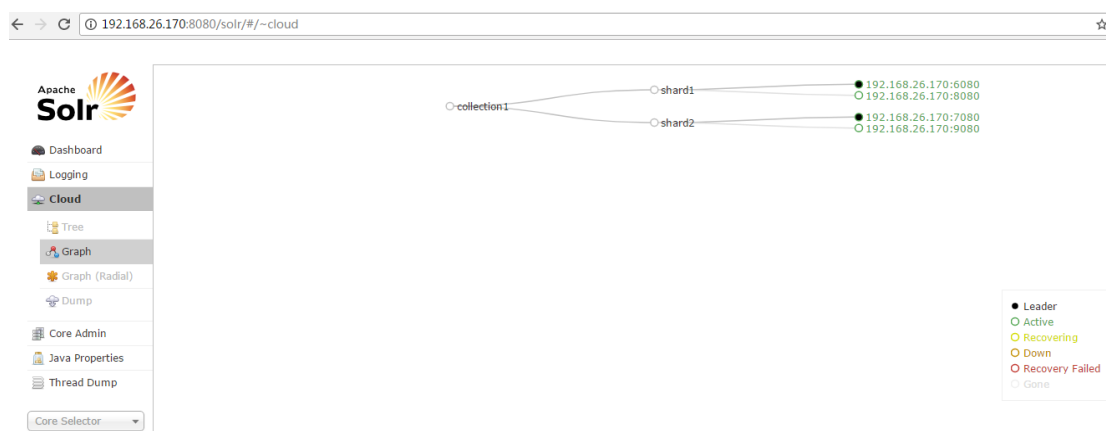 192.168.26.170:8080/solr/#/~cloud
Apache
Solr
Dashboard
Logging
Cloud
Tree
Graph
Graph (Radial)
Dump
Core Admin
Java Properties
Thread Dump
Core Selector
collection1
shard1
192.168.26.170:6080
192.168.26.170:8080
shard2
192.168.26.170:7080
192.168.26.170:9080
Leader
Active
Recovering
Down
Recovery Failed
Gone